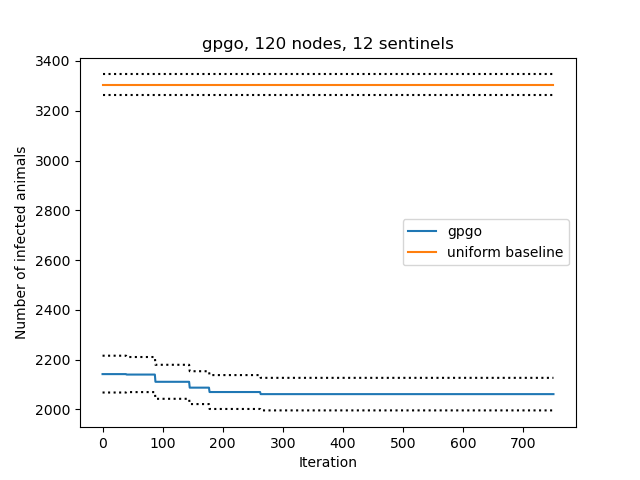 gpgo, 120 nodes, 12 sentinels
Number of infected animals
3400
3200
3000
2800
2600
2400
2200
2000
gpgo
uniform baseline
0 100 200 300 400 500 600 700
Iteration